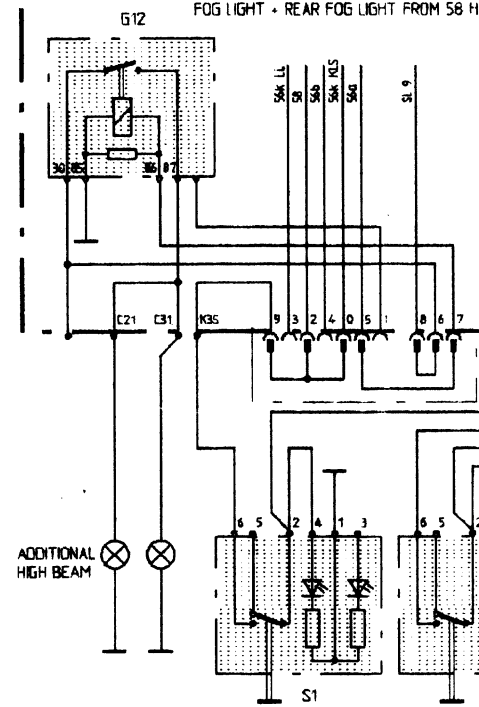 FOG LIGHT + REAR FOG LIGHT FROM 58 H
G12
56k LL 58 56b 56k KLS 56a SL 9
30 85 86 87
C21 C31 K35 9 3 2 4 0 5 1 8 6 7
6 5 2 4 1 3 6 5 2
ADDITIONAL
HIGH BEAM
S1